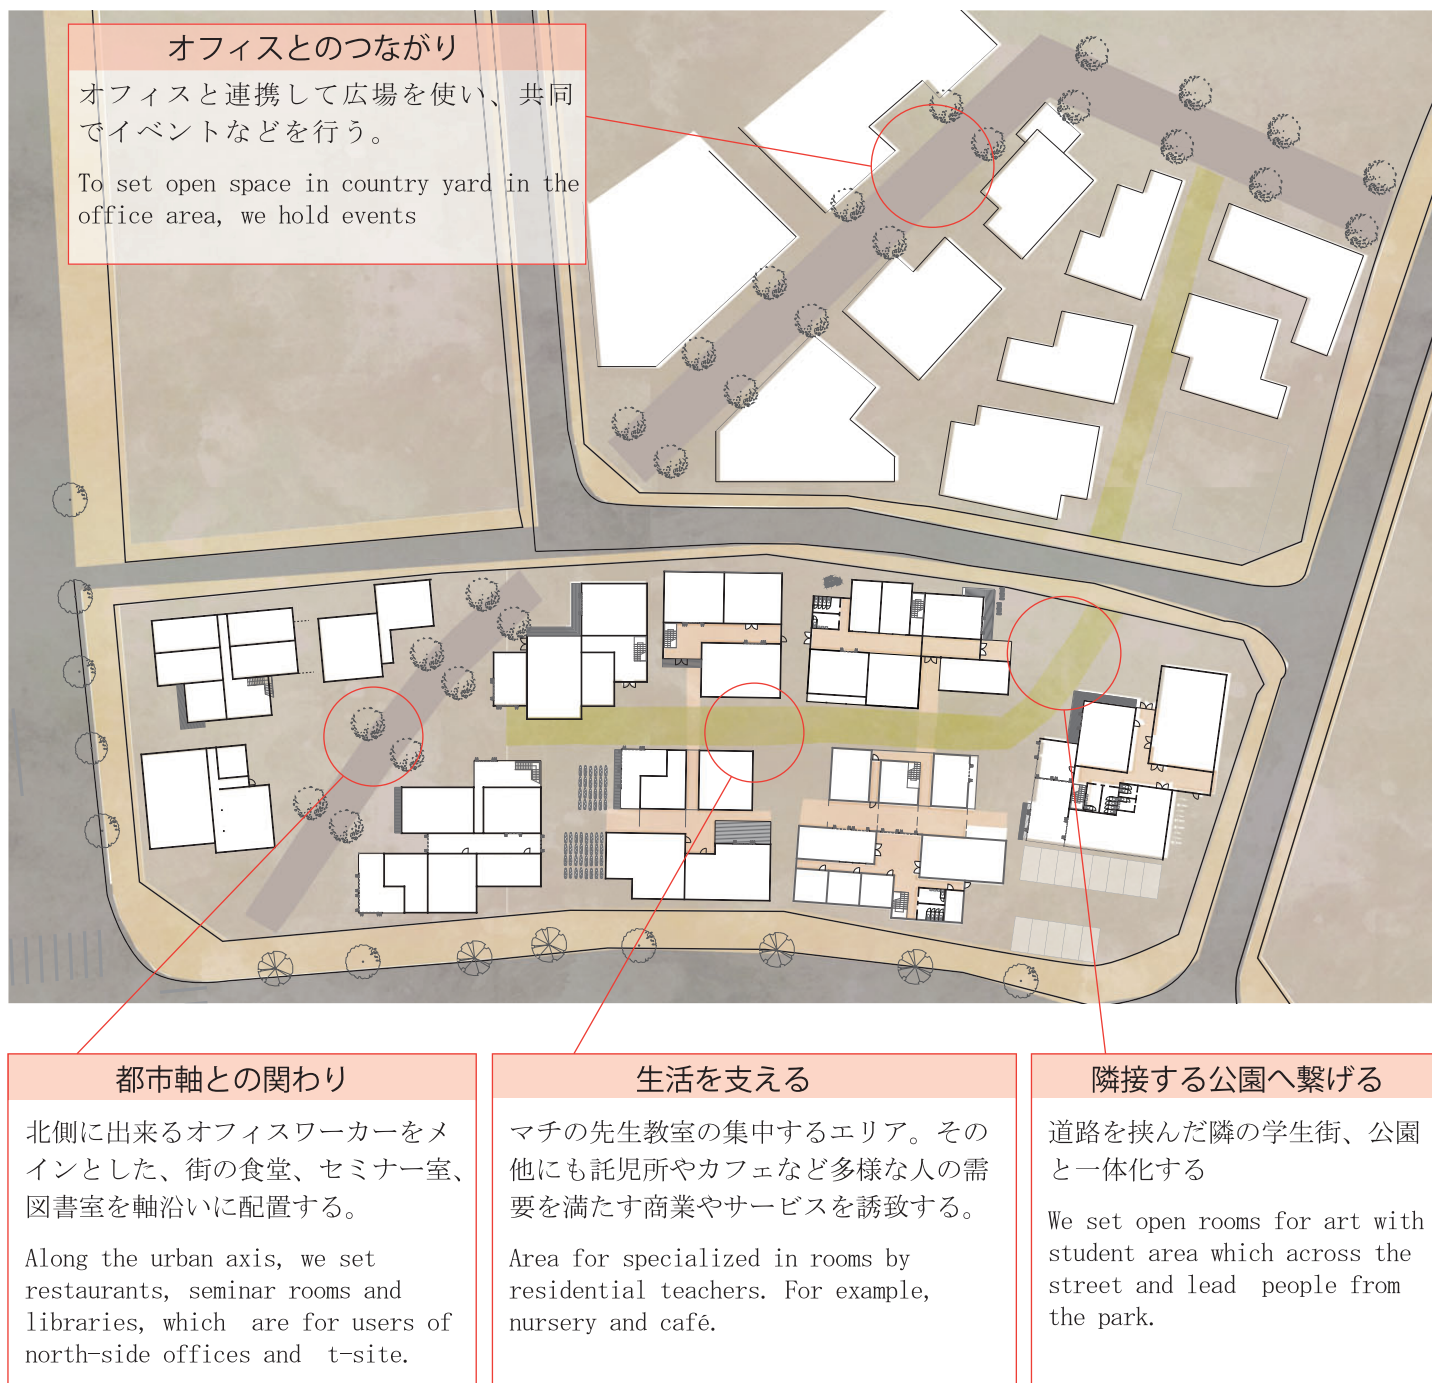 オフィスとのつながり
オフィスと連携して広場を使い、共同
でイベントなどを行う。
To set open space in country yard in the
office area, we hold events
都市軸との関わり
北側に出来るオフィスワーカーをメ
インとした、街の食堂、セミナー室、
図書室を軸沿いに配置する。
Along the urban axis, we set
restaurants, seminar rooms and
libraries, which are for users of
north-side offices and t-site.
生活を支える
マチの先生教室の集中するエリア。その
他にも託児所やカフェなど多様な人の需
要を満たす商業やサービスを誘致する。
Area for specialized in rooms by
residential teachers. For example,
nursery and café.
隣接する公園へ繋げる
道路を挟んだ隣の学生街、公園
と一体化する
We set open rooms for art with
student area which across the
street and lead people from
the park.